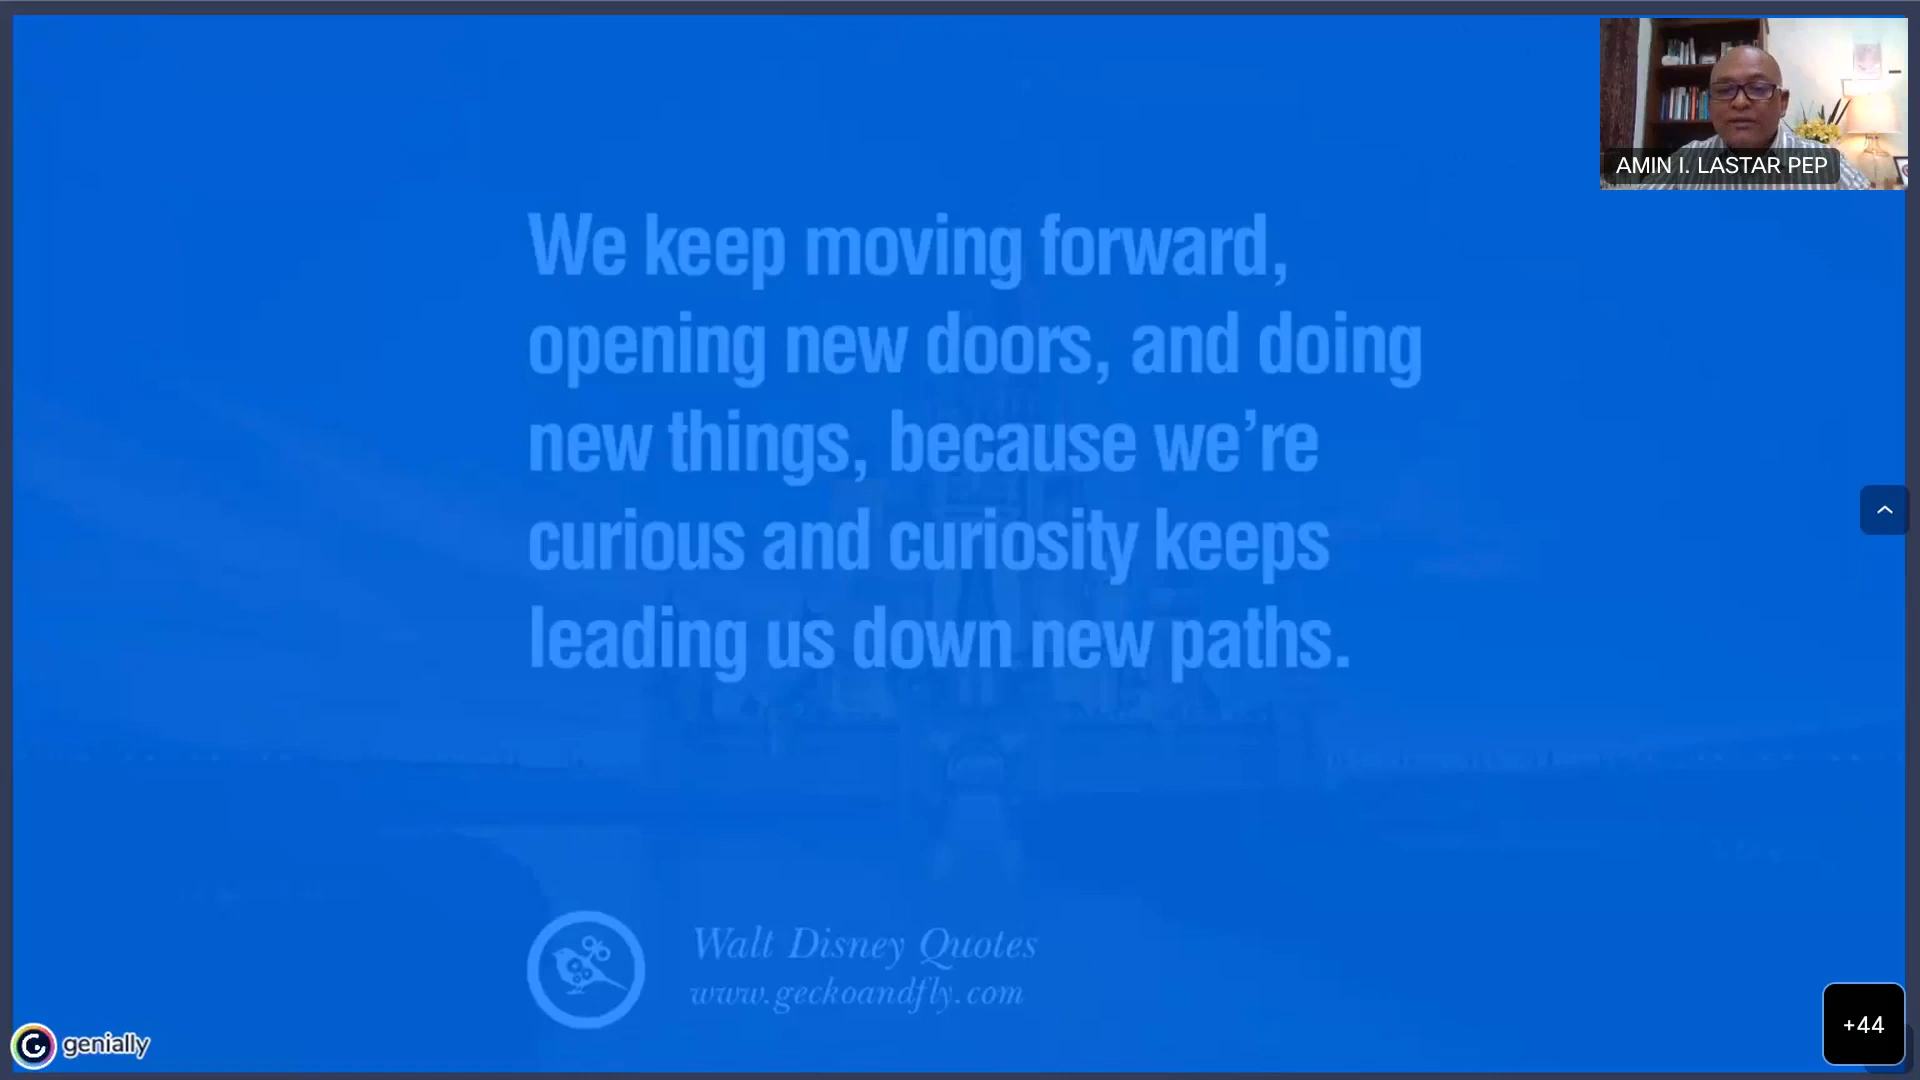 AMIN I. LASTAR PEP
We keep moving forward,
opening new doors, and doing
new things, because we’re
curious and curiosity keeps
leading us down new paths.
Walt Disney Quotes
www.geckoandfly.com
genially
+44